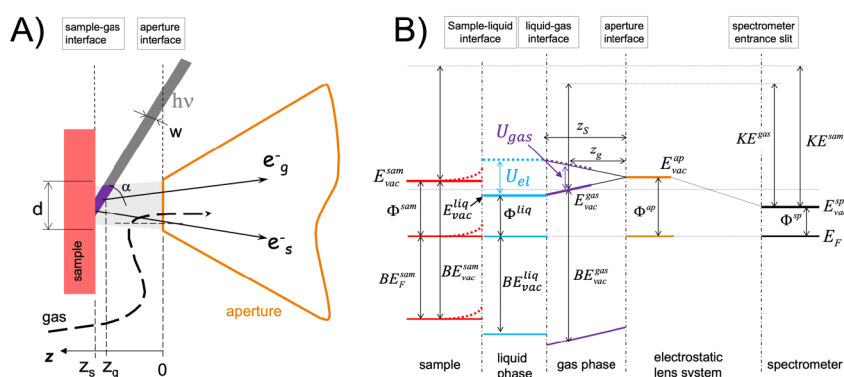 A)
sample-gas
interface
aperture
interface
hν
w
e⁻g
α
d
e⁻s
sample
aperture
gas
z
zs
zg
0
B)
Sample-liquid
interface
liquid-gas
interface
aperture
interface
spectrometer
entrance slit
zS
zg
KE^gas
KE^sam
Ugas
Uel
E^sam_vac
E^ap_vac
E^liq_vac
E^gas_vac
E^sp_vac
Φ^sam
Φ^liq
Φ^ap
Φ^sp
EF
BE^sam_F
BE^sam_vac
BE^liq_vac
BE^gas_vac
sample
liquid
phase
gas phase
electrostatic
lens system
spectrometer